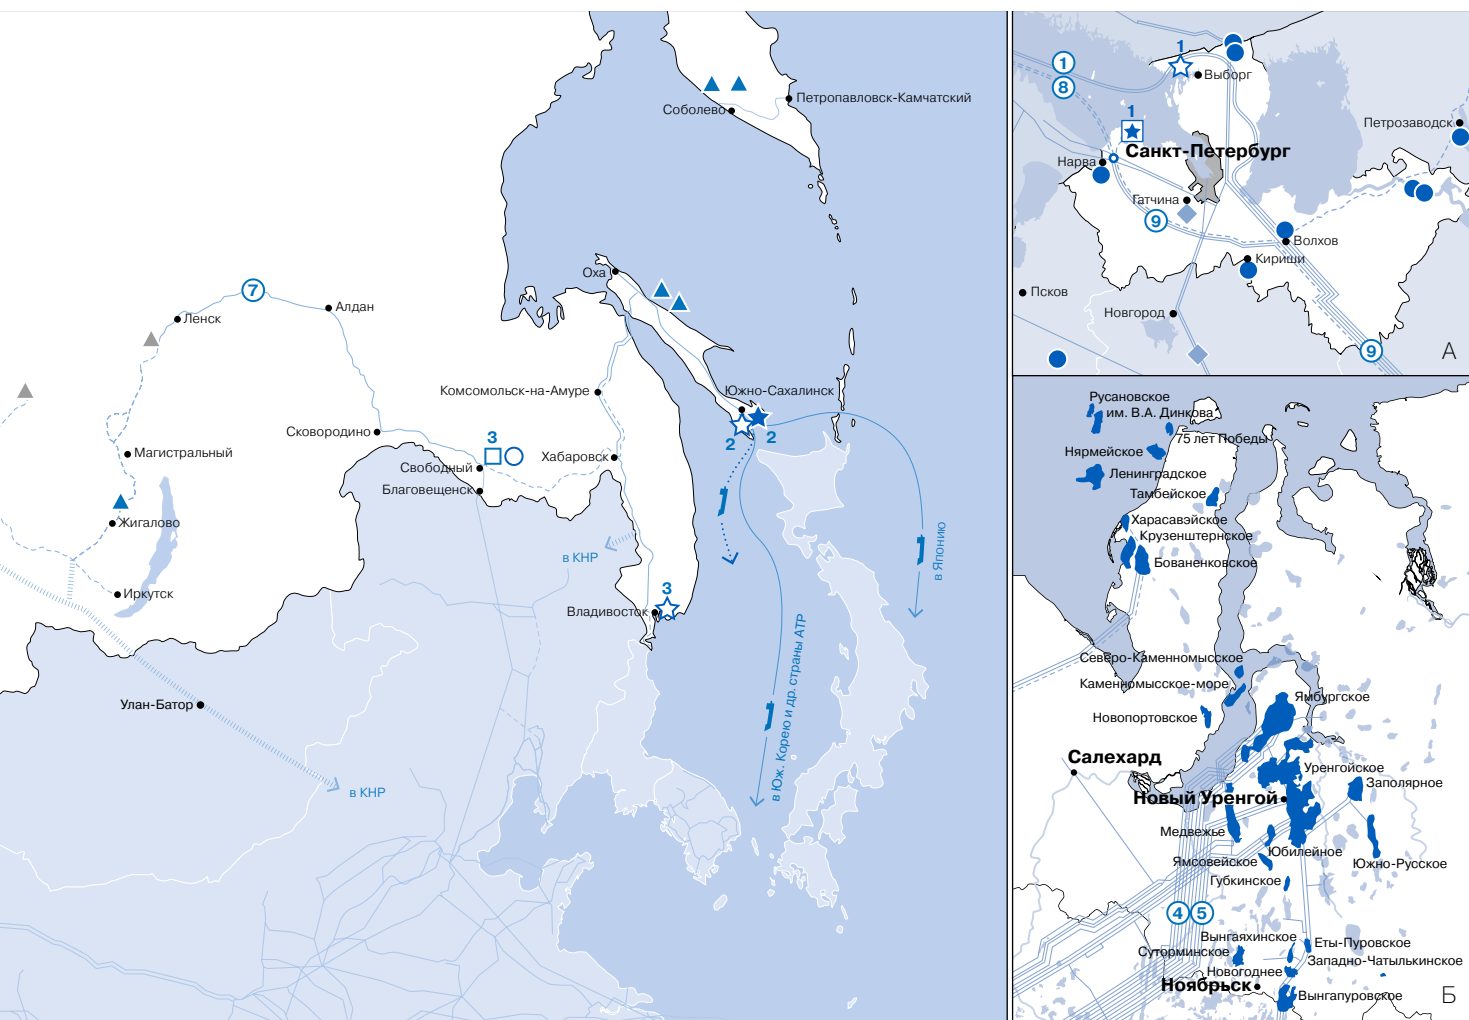 Соболево
Петропавловск-Камчатский
Оха
7
Алдан
Ленск
Комсомольск-на-Амуре
Южно-Сахалинск
2
2
Сковородино
3
Магистральный
Свободный
Хабаровск
Благовещенск
Жигалово
в КНР
в Японию
Иркутск
3
Владивосток
в Юж. Корею и др. страны АТР
Улан-Батор
в КНР
1
1
Выборг
8
1
Петрозаводск
Санкт-Петербург
Нарва
Гатчина
9
Волхов
Кириши
Псков
Новгород
9
А
Русановское
им. В.А. Динкова
75 лет Победы
Нярмейское
Ленинградское
Тамбейское
Харасавэйское
Крузенштернское
Бованенковское
Северо-Каменномысское
Каменномысское-море
Ямбургское
Новопортовское
Салехард
Уренгойское
Заполярное
Новый Уренгой
Медвежье
Юбилейное
Ямсовейское
Южно-Русское
Губкинское
4
5
Вынгаяхинское
Еты-Пуровское
Суторминское
Западно-Чатылькинское
Новогоднее
Ноябрьск
Вынгапуровское
Б